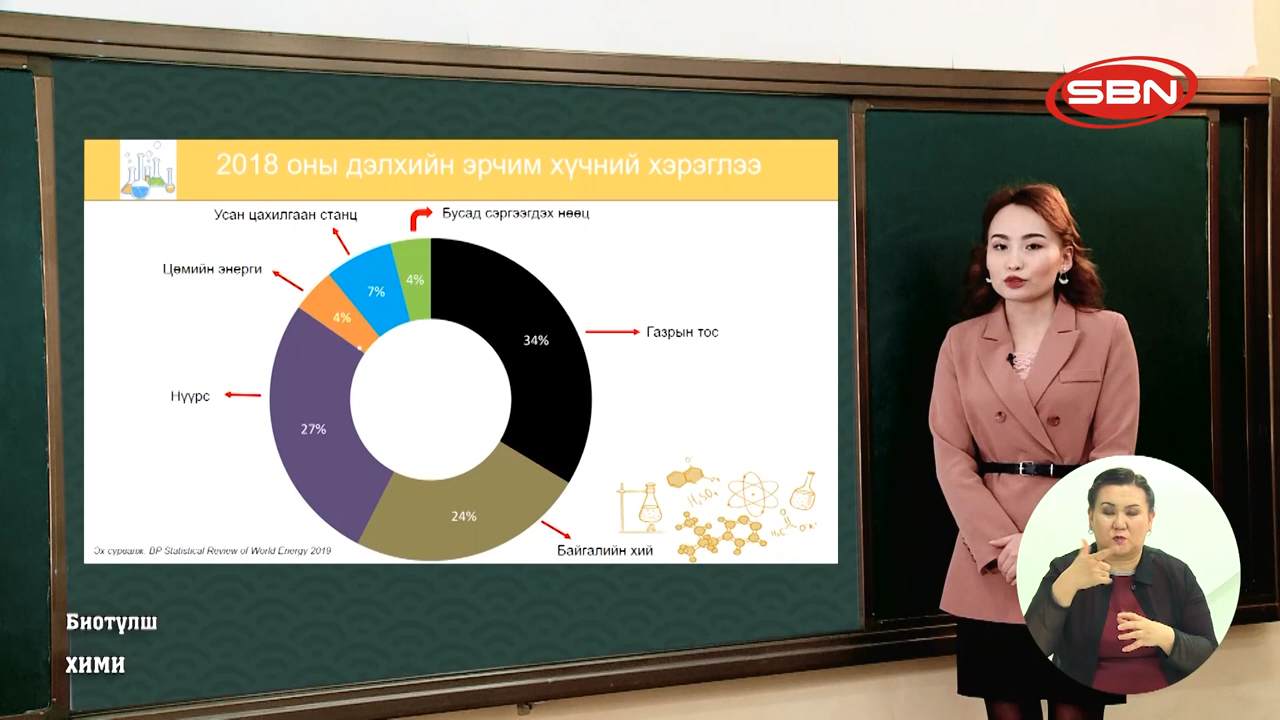 SBN
2018 оны дэлхийн эрчим хүчний хэрэглээ
Усан цахилгаан станц
Бусад сэргээгдэх нөөц
Цөмийн энерги
4%
7%
4%
34%
Газрын тос
Нүүрс
27%
24%
Байгалийн хий
H₂SO₄
Эх сурвалж. BP Statistical Review of World Energy 2019
Биотүлш
ХИМИ